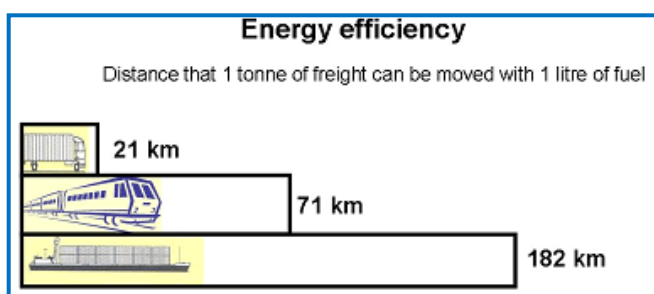 Energy efficiency
Distance that 1 tonne of freight can be moved with 1 litre of fuel
21 km
71 km
182 km